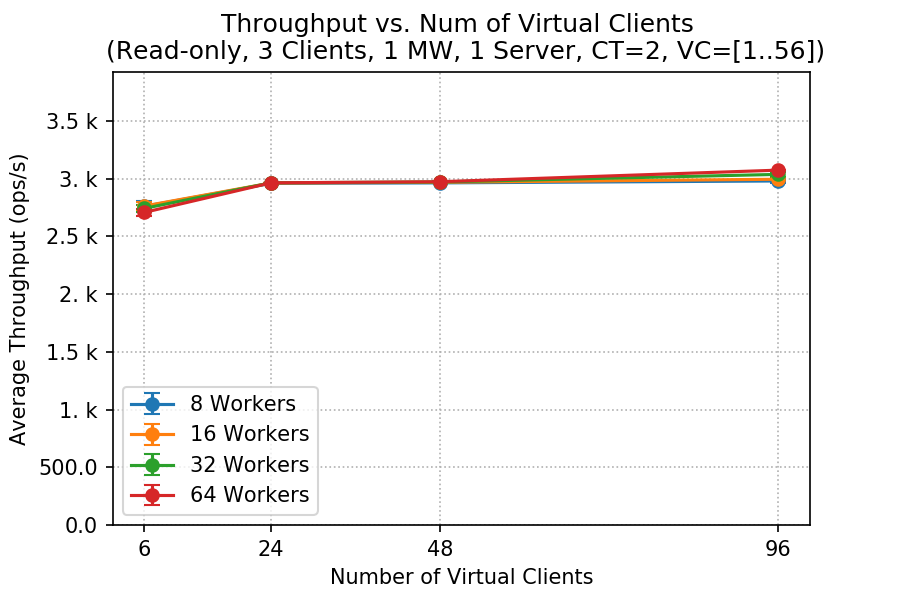 Throughput vs. Num of Virtual Clients
(Read-only, 3 Clients, 1 MW, 1 Server, CT=2, VC=[1..56])
Average Throughput (ops/s)
3.5 k
3. k
2.5 k
2. k
1.5 k
1. k
500.0
0.0
8 Workers
16 Workers
32 Workers
64 Workers
6 24 48 96
Number of Virtual Clients